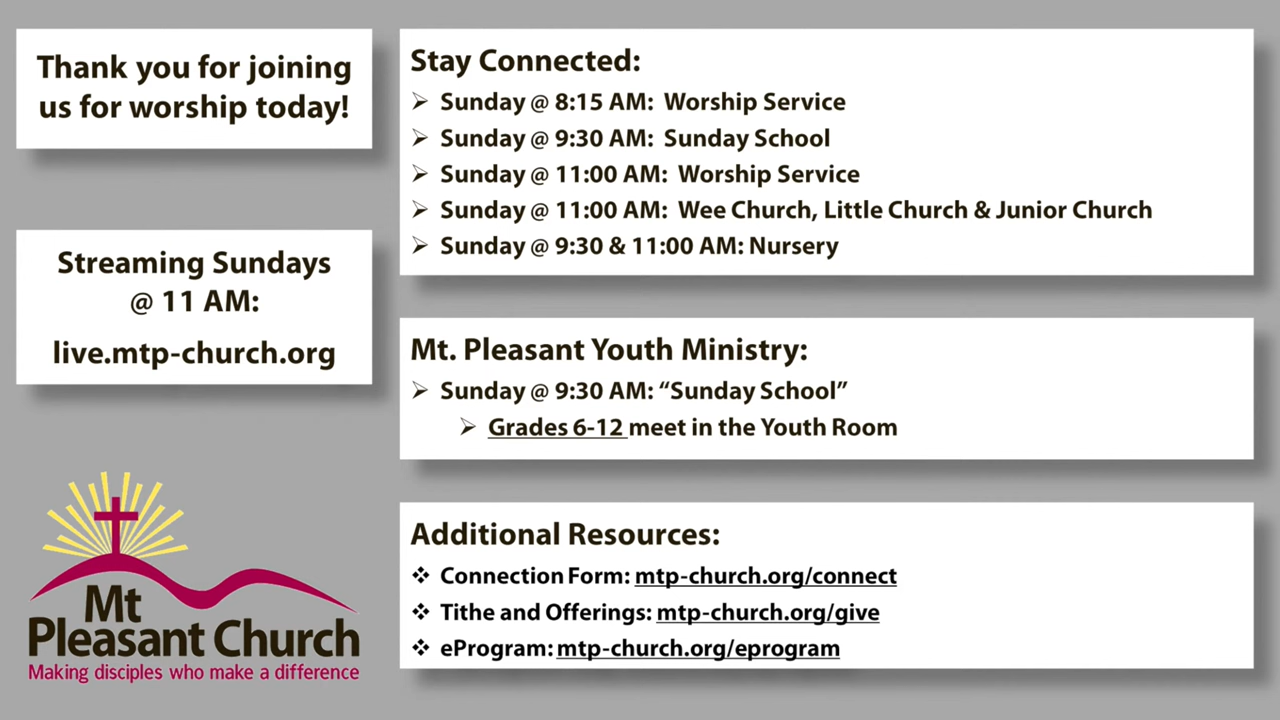 Thank you for joining
us for worship today!
Streaming Sundays
@ 11 AM:
live.mtp-church.org
Mt
Pleasant Church
Making disciples who make a difference
Stay Connected:
Sunday @ 8:15 AM: Worship Service
Sunday @ 9:30 AM: Sunday School
Sunday @ 11:00 AM: Worship Service
Sunday @ 11:00 AM: Wee Church, Little Church & Junior Church
Sunday @ 9:30 & 11:00 AM: Nursery
Mt. Pleasant Youth Ministry:
Sunday @ 9:30 AM: “Sunday School”
Grades 6-12 meet in the Youth Room
Additional Resources:
Connection Form: mtp-church.org/connect
Tithe and Offerings: mtp-church.org/give
eProgram: mtp-church.org/eprogram